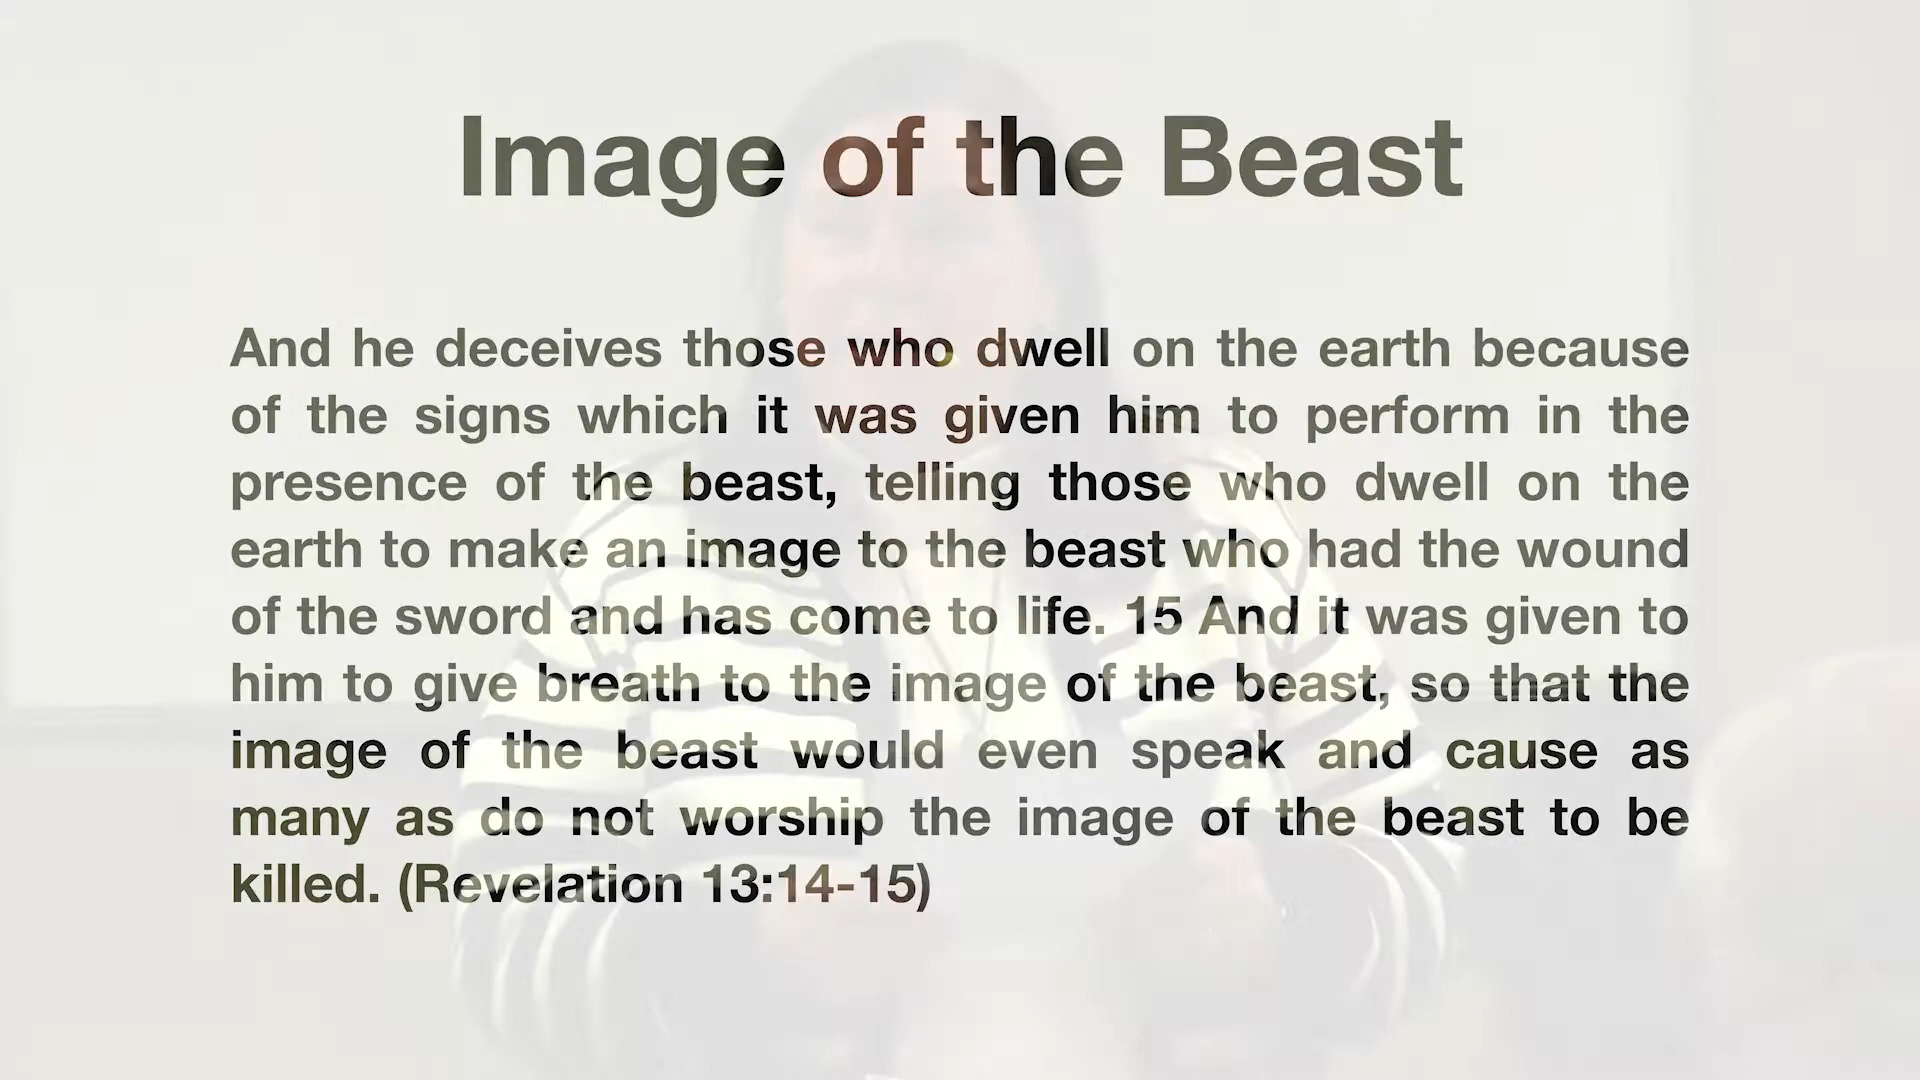 Image of the Beast
And he deceives those who dwell on the earth because
of the signs which it was given him to perform in the
presence of the beast, telling those who dwell on the
earth to make an image to the beast who had the wound
of the sword and has come to life. 15 And it was given to
him to give breath to the image of the beast, so that the
image of the beast would even speak and cause as
many as do not worship the image of the beast to be
killed. (Revelation 13:14-15)